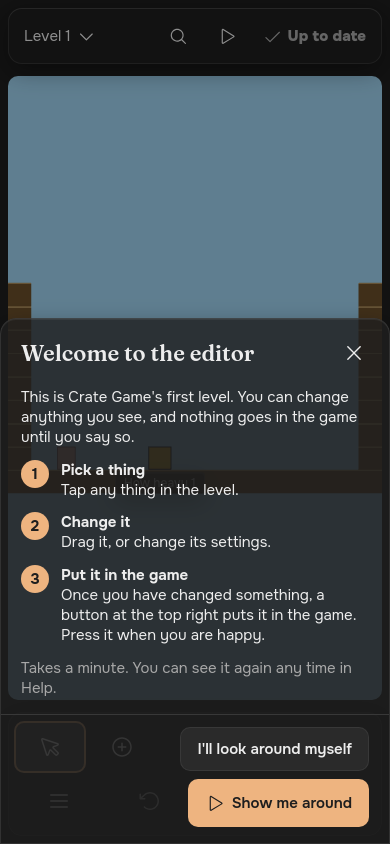 Level 1
Up to date
Welcome to the editor
This is Crate Game's first level. You can change
anything you see, and nothing goes in the game
until you say so.
1 Pick a thing
Tap any thing in the level.
2 Change it
Drag it, or change its settings.
3 Put it in the game
Once you have changed something, a
button at the top right puts it in the game.
Press it when you are happy.
Takes a minute. You can see it again any time in
Help.
I'll look around myself
Show me around